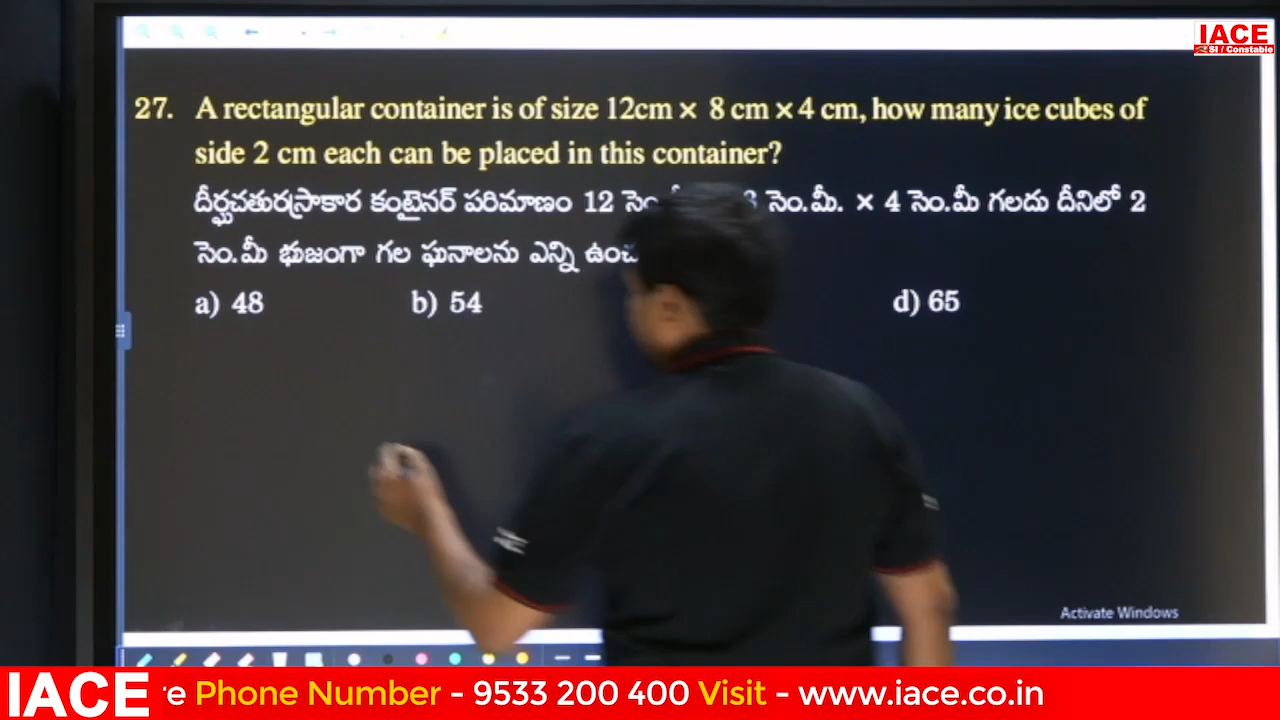 IACE
SI / Constable
27. A rectangular container is of size 12cm × 8 cm × 4 cm, how many ice cubes of
side 2 cm each can be placed in this container?
దీర్ఘచతురస్రాకార కంటైనర్ పరిమాణం 12 సెం. సెం.మీ. × 4 సెం.మీ గలదు దీనిలో 2
సెం.మీ భుజంగా గల ఘనాలను ఎన్ని
a) 48 b) 54 d) 65
Activate Windows
IACE Phone Number - 9533 200 400 Visit - www.iace.co.in